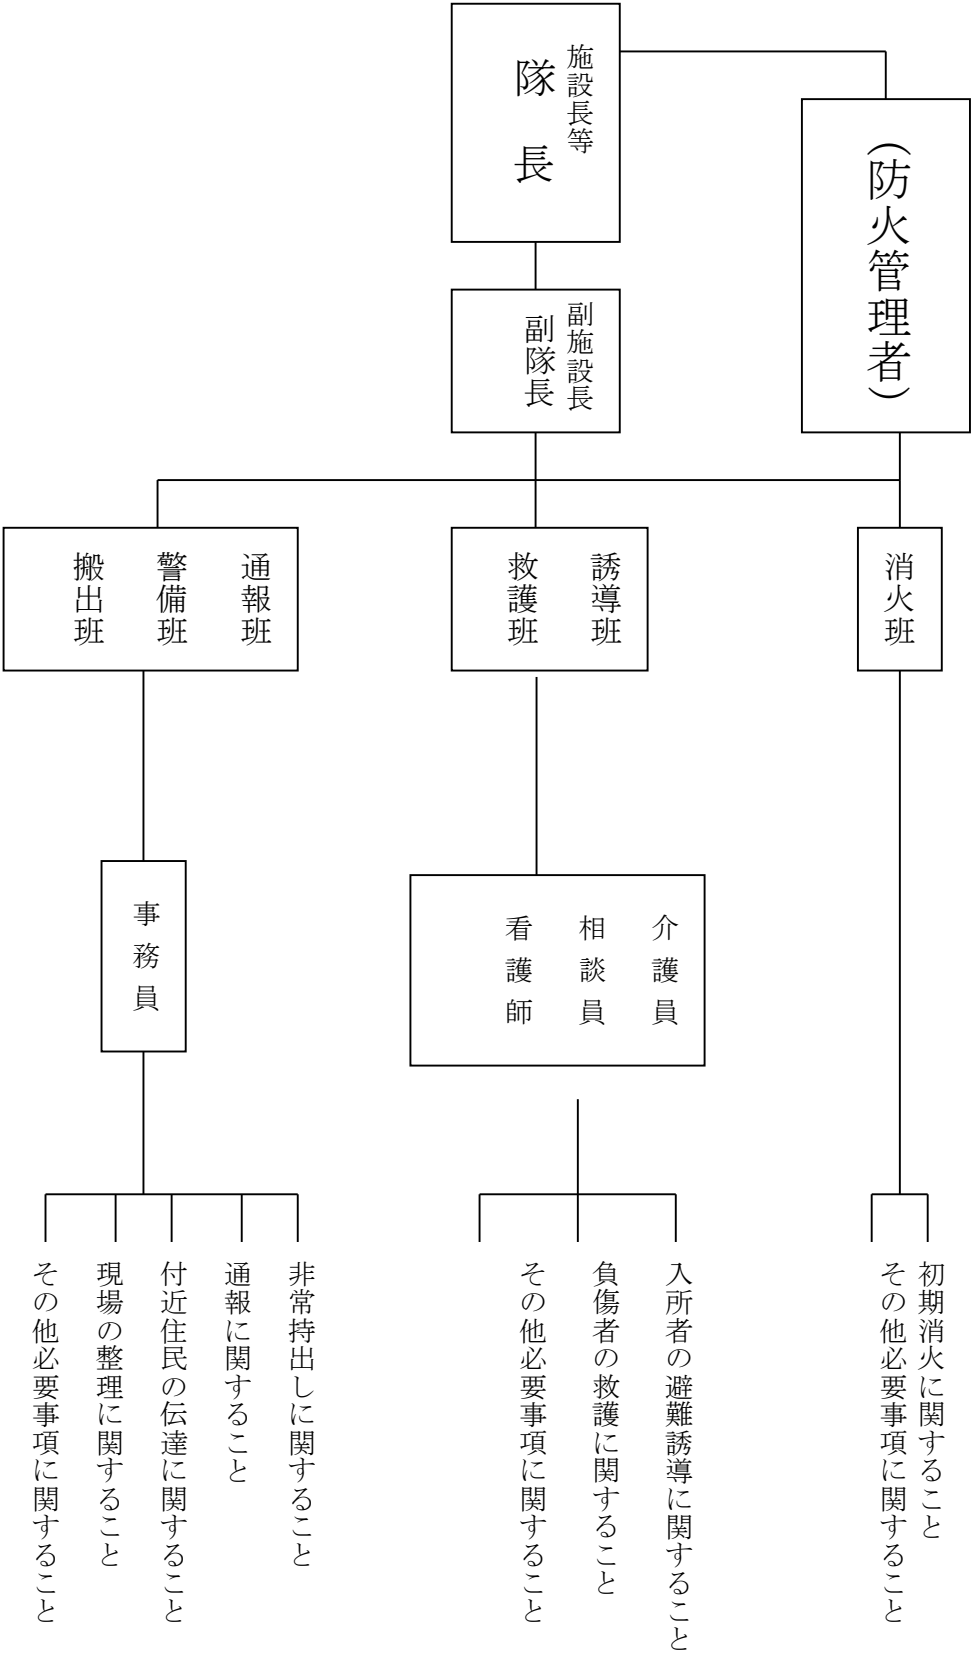 （防火管理者）
施設長等
隊長
副施設長
副隊長
消火班
誘導班
救護班
通報班
警備班
搬出班
介護員
相談員
看護師
事務員
初期消火に関すること
その他必要事項に関すること
入所者の避難誘導に関すること
負傷者の救護に関すること
その他必要事項に関すること
非常持出しに関すること
通報に関すること
付近住民の伝達に関すること
現場の整理に関すること
その他必要事項に関すること